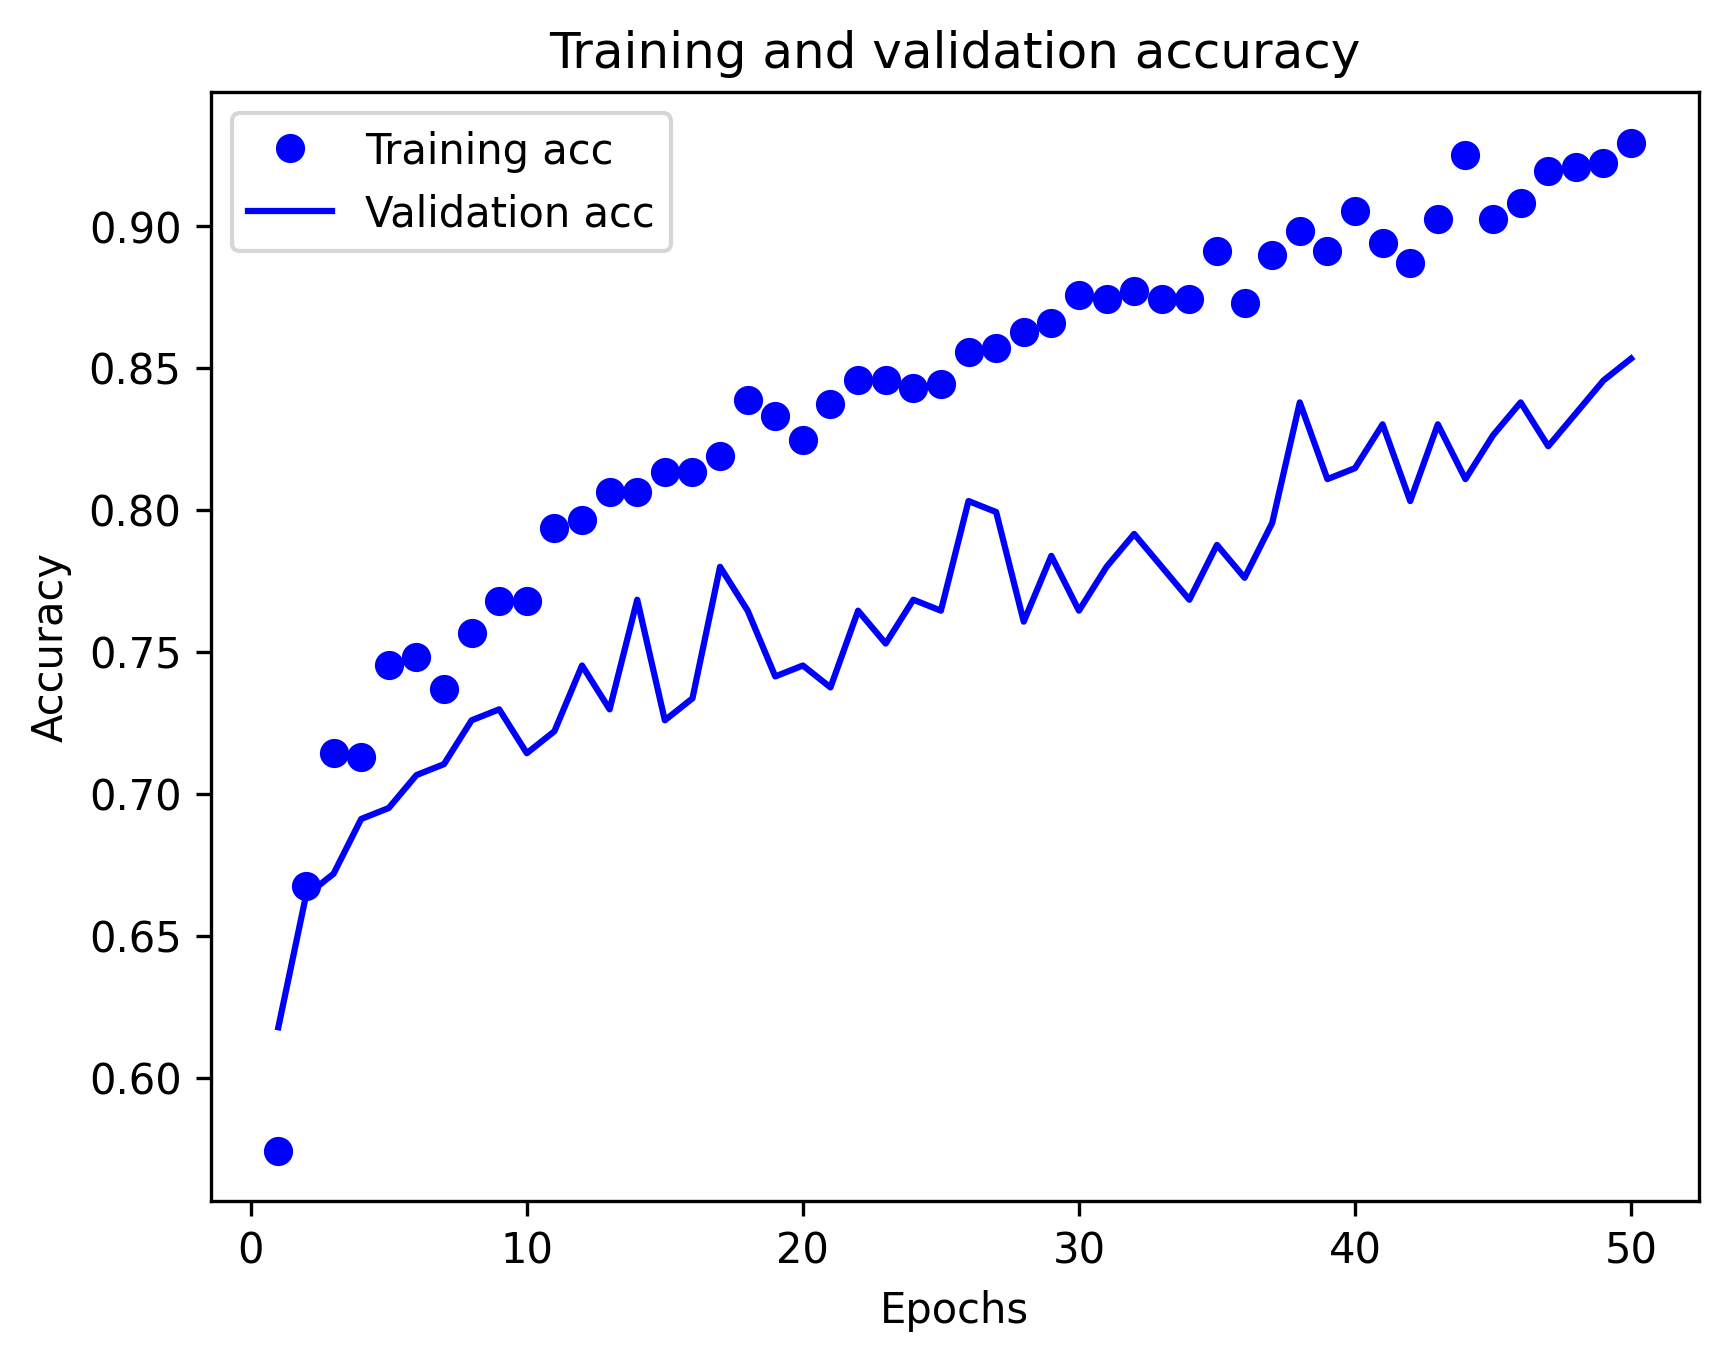 Training and validation accuracy
Training acc
Validation acc
0.90
0.85
0.80
0.75
0.70
0.65
0.60
Accuracy
0 10 20 30 40 50
Epochs